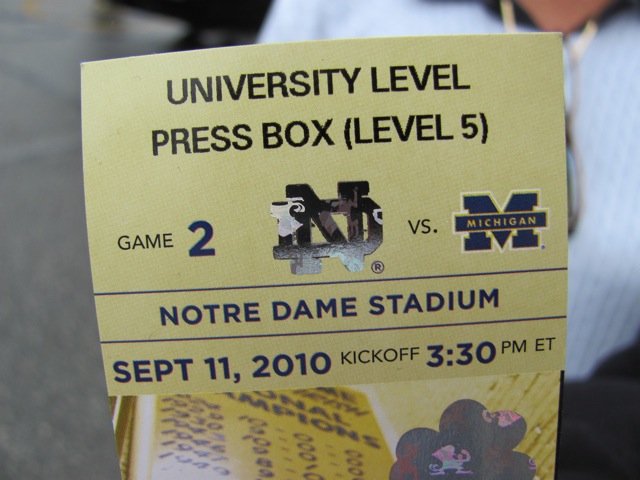 UNIVERSITY LEVEL
PRESS BOX (LEVEL 5)
GAME 2 ND ® VS. M MICHIGAN
NOTRE DAME STADIUM
SEPT 11, 2010 KICKOFF 3:30 PM ET